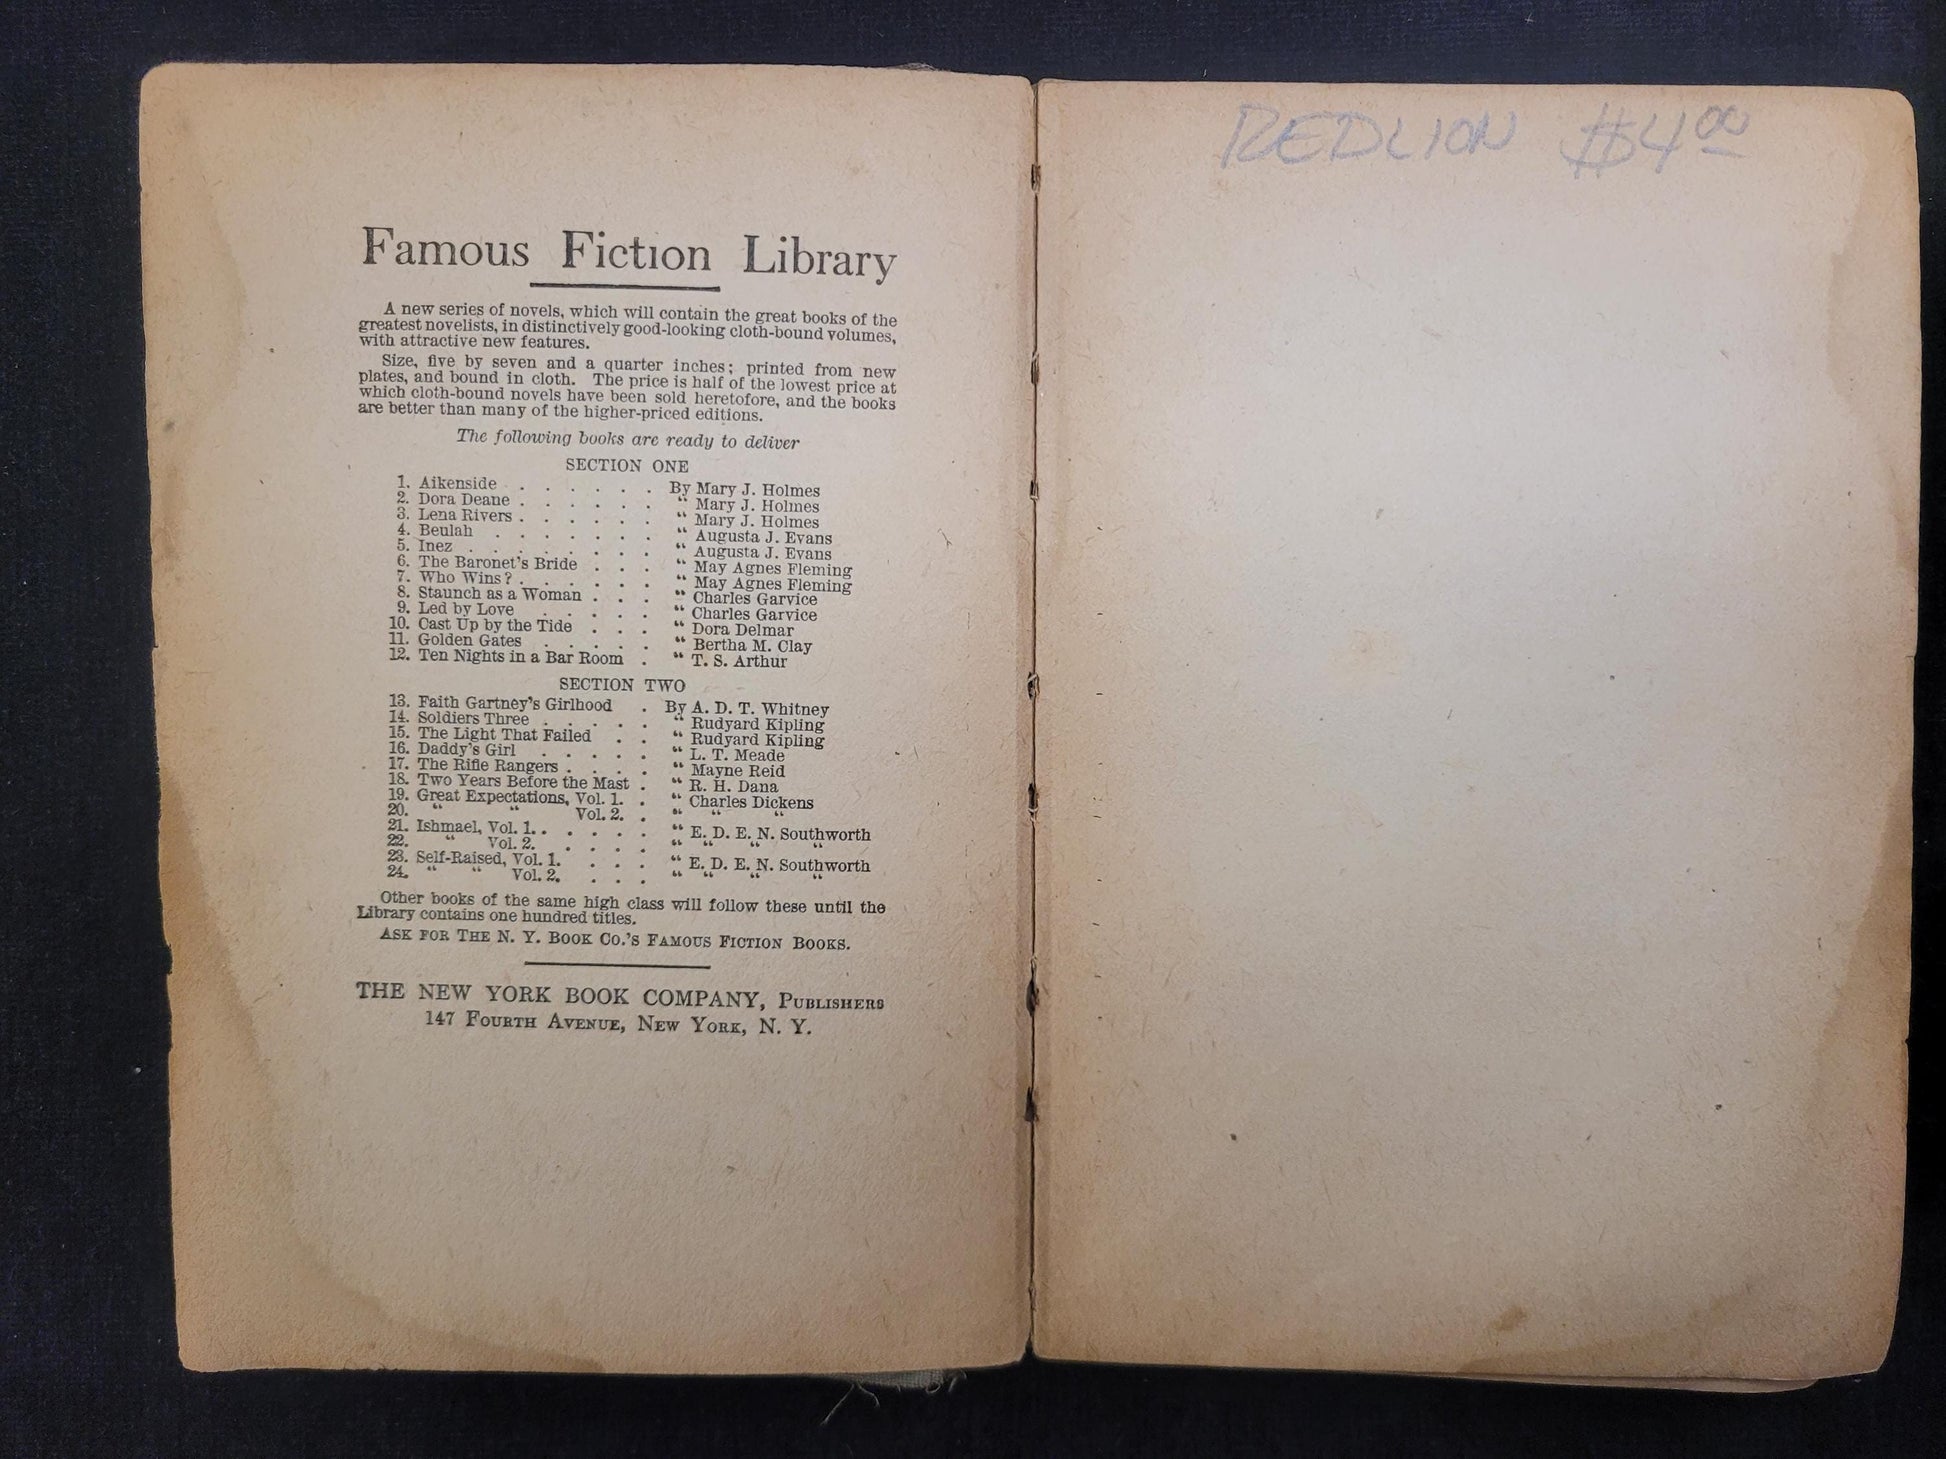 Famous Fiction Library
A new series of novels, which will contain the great books of the
greatest novelists, in distinctively good-looking cloth-bound volumes,
with attractive new features.
Size, five by seven and a quarter inches; printed from new
plates, and bound in cloth. The price is half of the lowest price at
which cloth-bound novels have been sold heretofore, and the books
are better than many of the higher-priced editions.
The following books are ready to deliver
SECTION ONE
1. Aikenside . . . . . . By Mary J. Holmes
2. Dora Deane . . . . . . “ Mary J. Holmes
3. Lena Rivers . . . . . . “ Mary J. Holmes
4. Beulah . . . . . . . “ Augusta J. Evans
5. Inez . . . . . . . . “ Augusta J. Evans
6. The Baronet's Bride . . . “ May Agnes Fleming
7. Who Wins? . . . . . . “ May Agnes Fleming
8. Staunch as a Woman . . . “ Charles Garvice
9. Led by Love . . . . . “ Charles Garvice
10. Cast Up by the Tide . . . “ Dora Delmar
11. Golden Gates . . . . . “ Bertha M. Clay
12. Ten Nights in a Bar Room . “ T. S. Arthur
SECTION TWO
13. Faith Gartney's Girlhood . By A. D. T. Whitney
14. Soldiers Three . . . . . “ Rudyard Kipling
15. The Light That Failed . . “ Rudyard Kipling
16. Daddy's Girl . . . . . “ L. T. Meade
17. The Rifle Rangers . . . . “ Mayne Reid
18. Two Years Before the Mast . “ R. H. Dana
19. Great Expectations, Vol. 1. . “ Charles Dickens
20. “ “ Vol. 2. . “ “ “
21. Ishmael, Vol. 1. . . . . . “ E. D. E. N. Southworth
22. “ Vol. 2. . . . . “ “ “ “
23. Self-Raised, Vol. 1. . . . “ E. D. E. N. Southworth
24. “ “ Vol. 2. . . . “ “ “ “
Other books of the same high class will follow these until the
Library contains one hundred titles.
ASK FOR THE N. Y. BOOK CO.'S FAMOUS FICTION BOOKS.
THE NEW YORK BOOK COMPANY, PUBLISHERS
147 FOURTH AVENUE, NEW YORK, N. Y.
REDLION $4 00